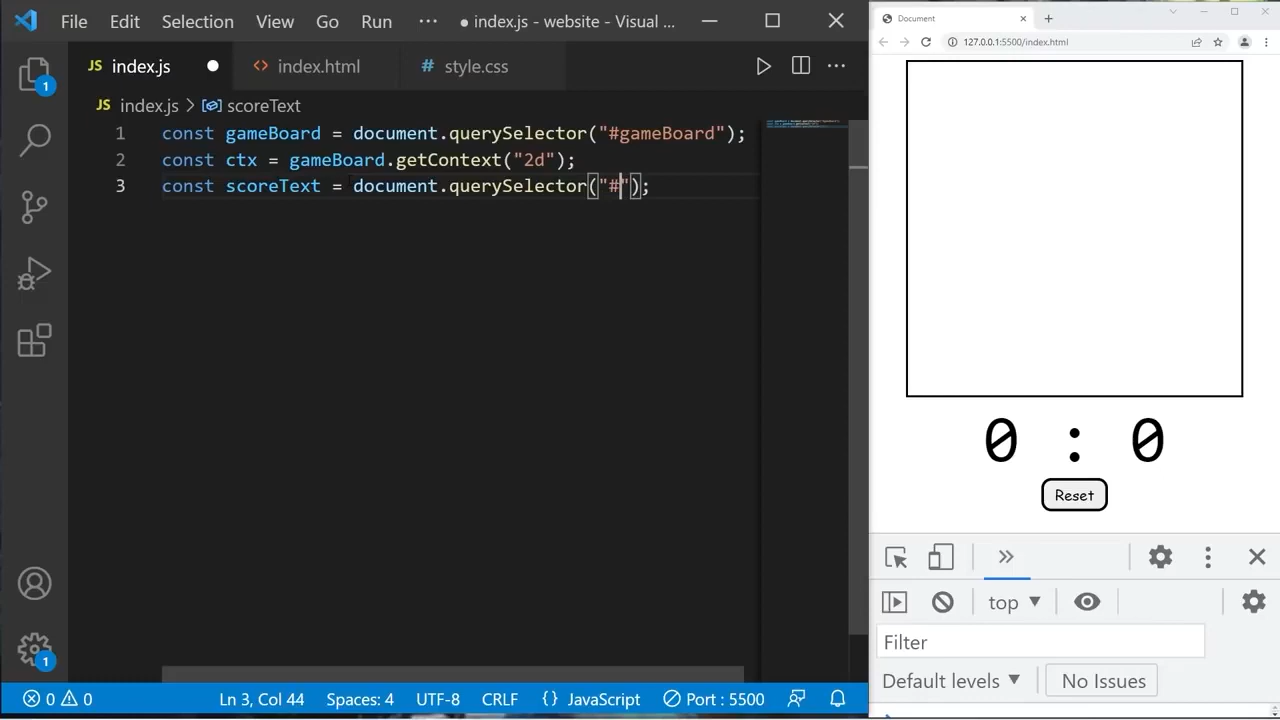 File Edit Selection View Go Run ··· ● index.js - website - Visual ...
JS index.js ● <> index.html # style.css ···
JS index.js > scoreText
1 const gameBoard = document.querySelector("#gameBoard");
2 const ctx = gameBoard.getContext("2d");
3 const scoreText = document.querySelector("#");
1
1
0 0 Ln 3, Col 44 Spaces: 4 UTF-8 CRLF {} JavaScript Port : 5500
Document
127.0.0.1:5500/index.html
0 : 0
Reset
top
Filter
Default levels No Issues